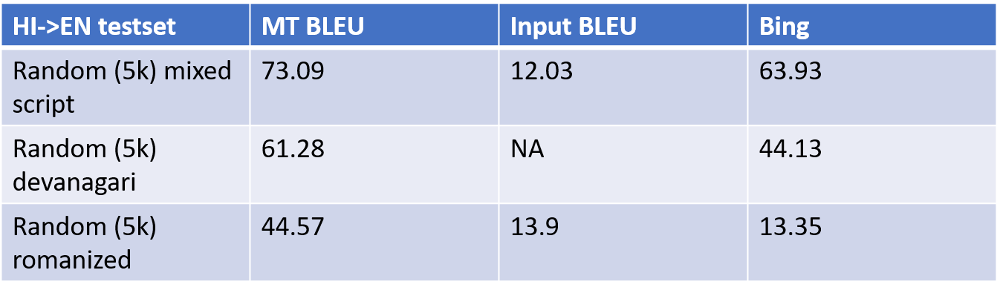 HI->EN testset MT BLEU Input BLEU Bing
Random (5k) mixed 73.09 12.03 63.93
script
Random (5k) 61.28 NA 44.13
devanagari
Random (5k) 44.57 13.9 13.35
romanized